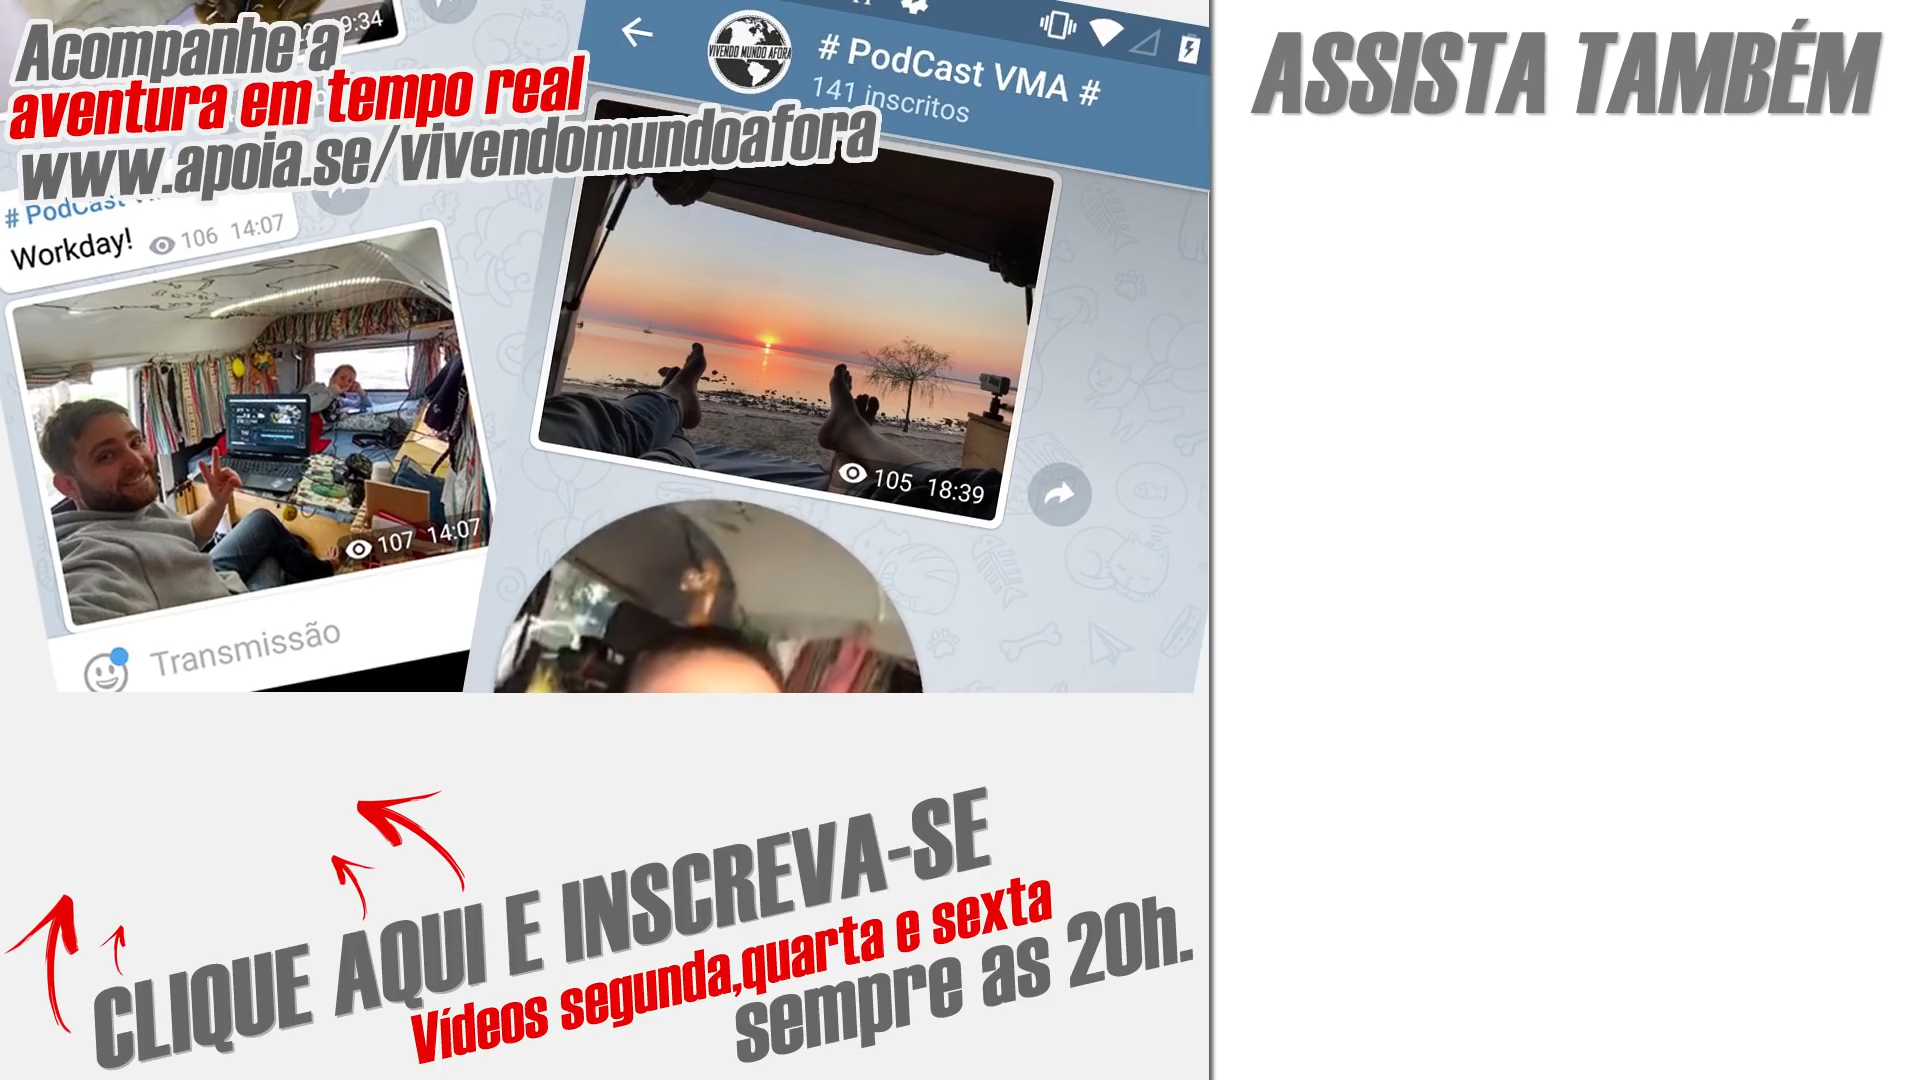 Acompanhe a
aventura em tempo real
www.apoia.se/vivendomundoafora
# PodCast VMA #
141 inscritos
VIVENDO MUNDO AFORA
9:34
# PodCast
Workday! 106 14:07
107 14:07
Transmissão
105 18:39
ASSISTA TAMBÉM
CLIQUE AQUI E INSCREVA-SE
Vídeos segunda,quarta e sexta
sempre as 20h.